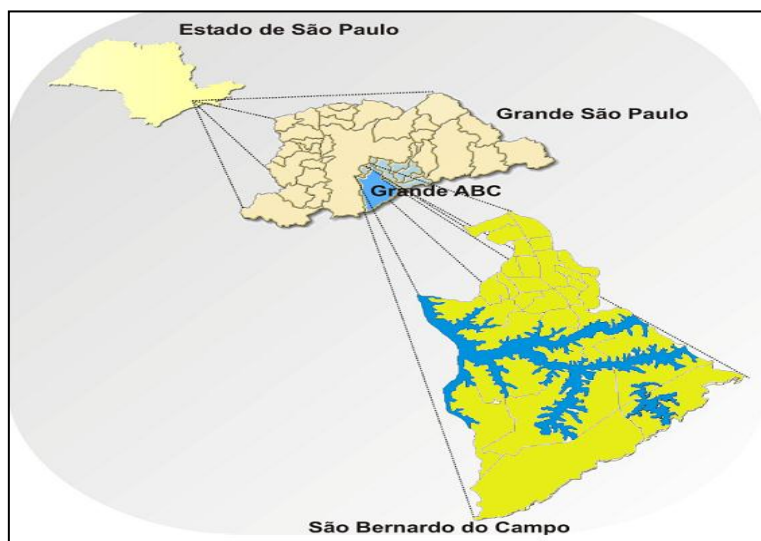 Estado de São Paulo
Grande São Paulo
Grande ABC
São Bernardo do Campo